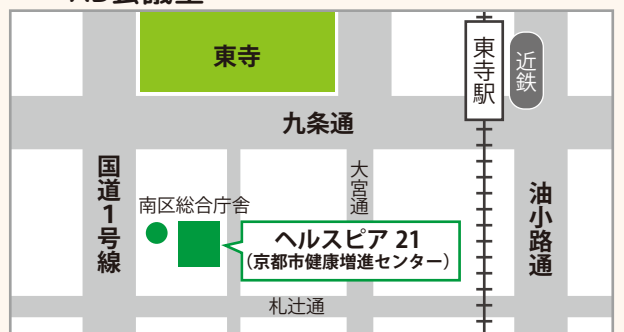 東寺
東寺駅
近鉄
九条通
国道1号線
大宮通
油小路通
南区総合庁舎
ヘルスピア 21
（京都市健康増進センター）
札辻通